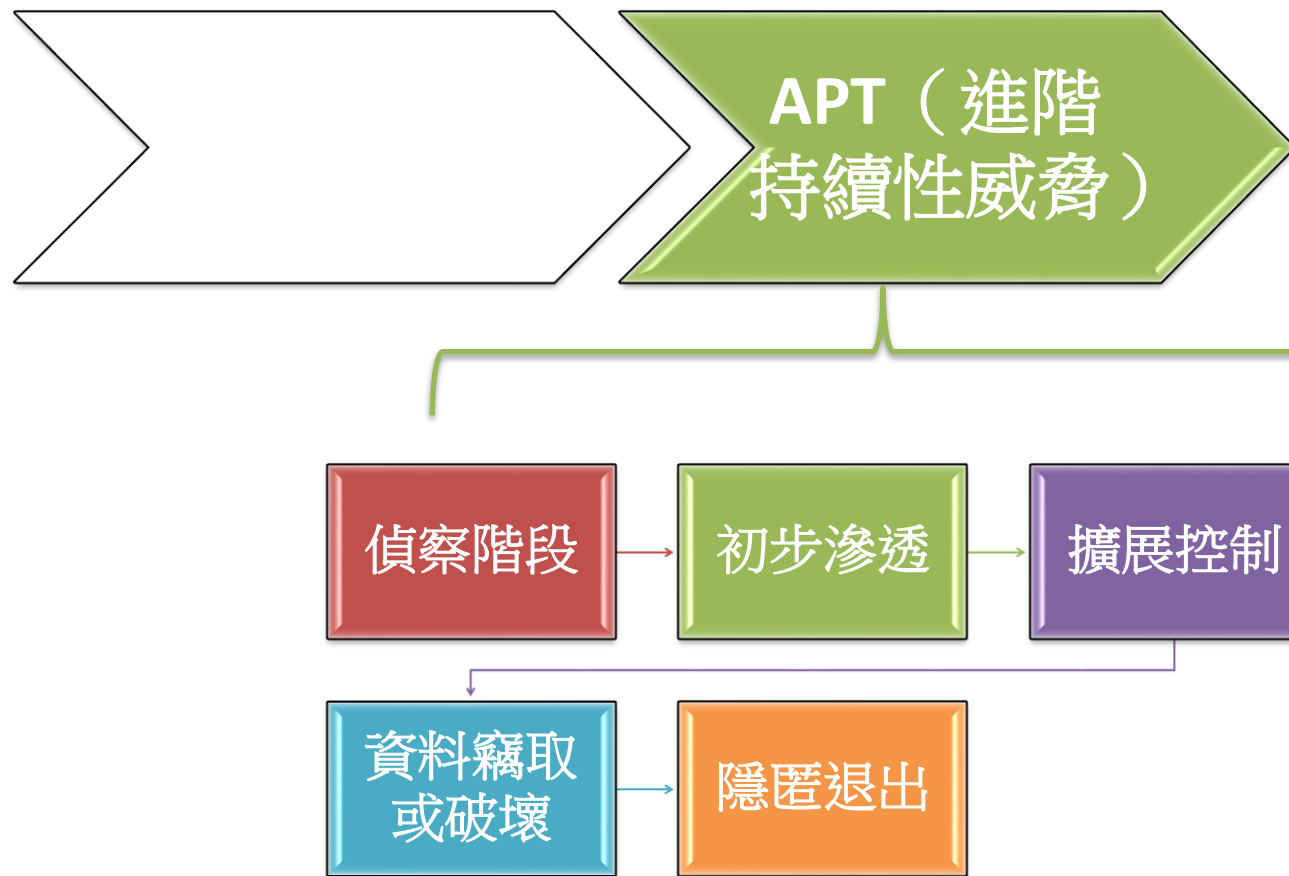 APT（進階
持續性威脅）
偵察階段
初步滲透
擴展控制
資料竊取
或破壞
隱匿退出